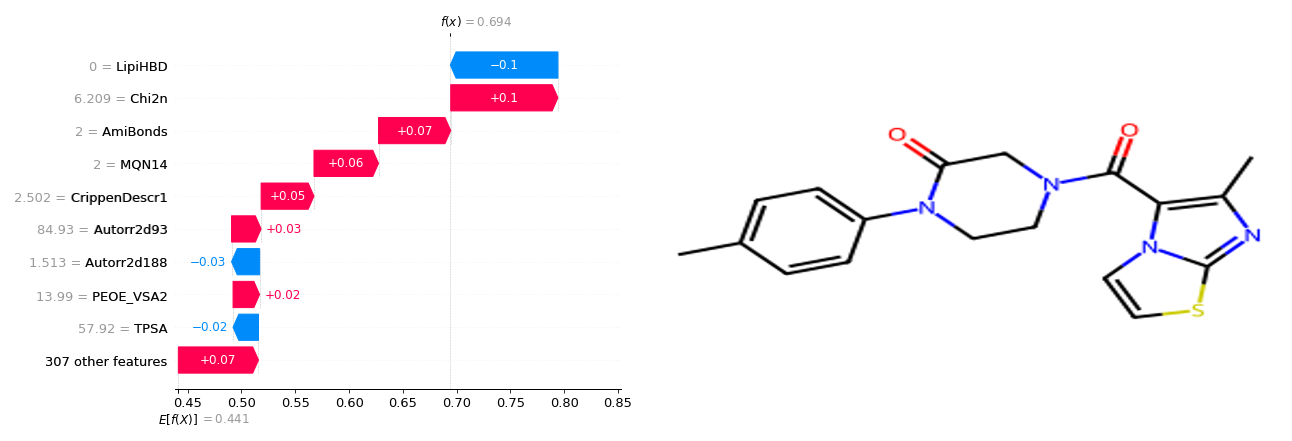 f(x) = 0.694
0 = LipiHBD −0.1
6.209 = Chi2n +0.1
2 = AmiBonds +0.07
2 = MQN14 +0.06
2.502 = CrippenDescr1 +0.05
84.93 = Autorr2d93 +0.03
1.513 = Autorr2d188 −0.03
13.99 = PEOE_VSA2 +0.02
57.92 = TPSA −0.02
307 other features +0.07
0.45 0.50 0.55 0.60 0.65 0.70 0.75 0.80 0.85
E[f(X)] = 0.441
O
O
N
N
N
N
S